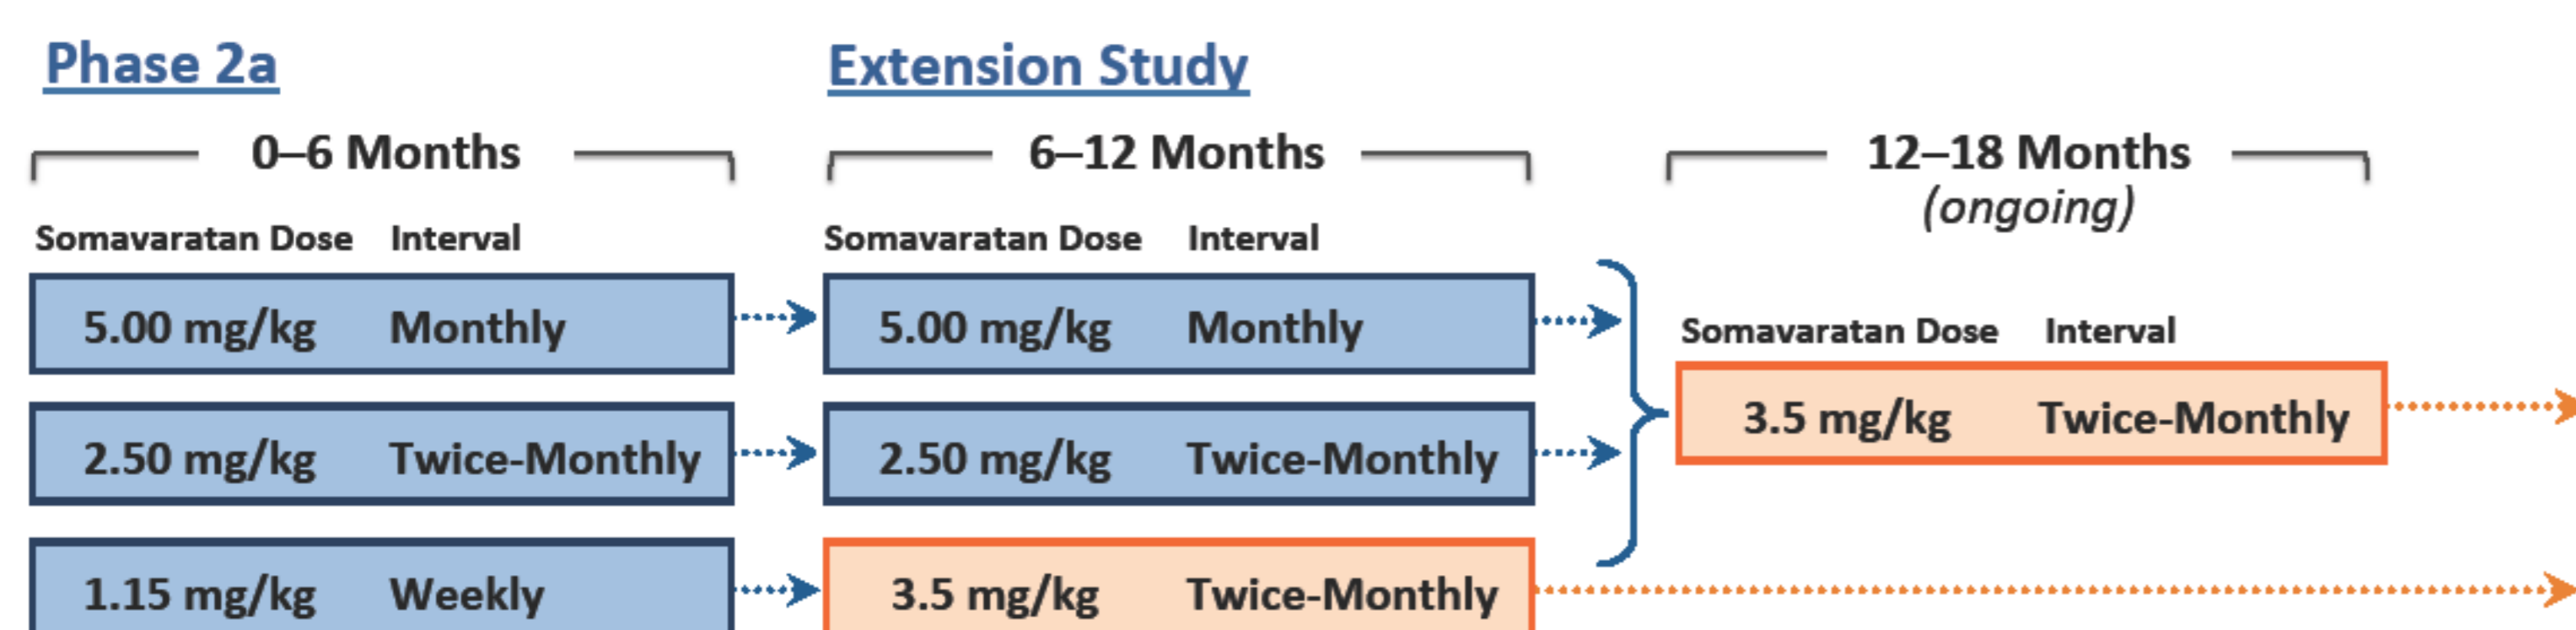 Phase 2a
Extension Study
0–6 Months
6–12 Months
12–18 Months
(ongoing)
Somavaratan Dose Interval
Somavaratan Dose Interval
Somavaratan Dose Interval
5.00 mg/kg Monthly
5.00 mg/kg Monthly
3.5 mg/kg Twice-Monthly
2.50 mg/kg Twice-Monthly
2.50 mg/kg Twice-Monthly
1.15 mg/kg Weekly
3.5 mg/kg Twice-Monthly